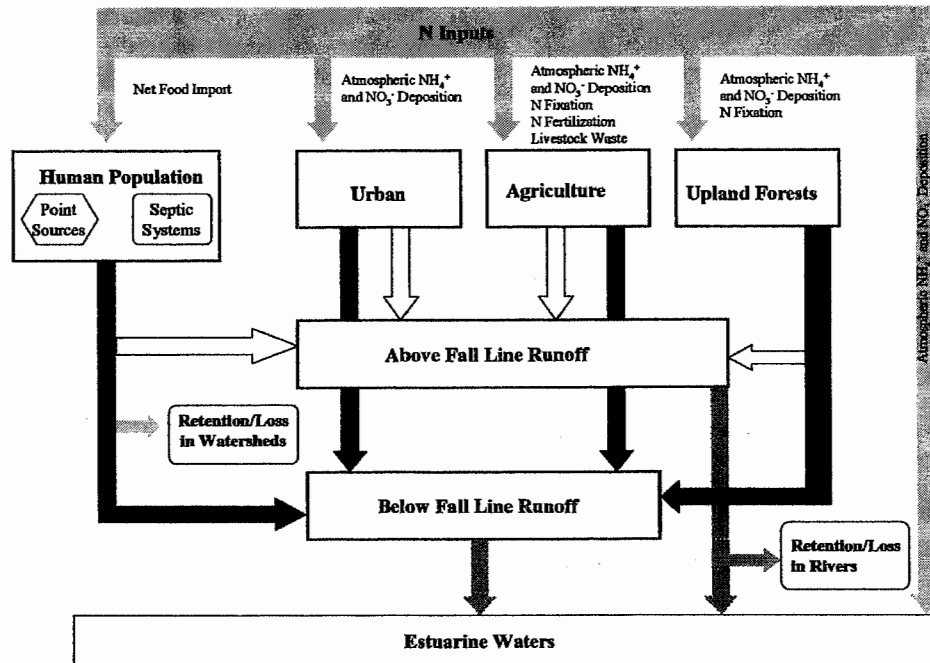 N Inputs
Net Food Import
Atmospheric NH₄⁺
and NO₃⁻ Deposition
Atmospheric NH₄⁺
and NO₃⁻ Deposition
N Fixation
N Fertilization
Livestock Waste
Atmospheric NH₄⁺
and NO₃⁻ Deposition
N Fixation
Atmospheric NH₄⁺ and NO₃⁻ Deposition
Human Population
Point
Sources
Septic
Systems
Urban
Agriculture
Upland Forests
Above Fall Line Runoff
Retention/Loss
in Watersheds
Below Fall Line Runoff
Retention/Loss
in Rivers
Estuarine Waters